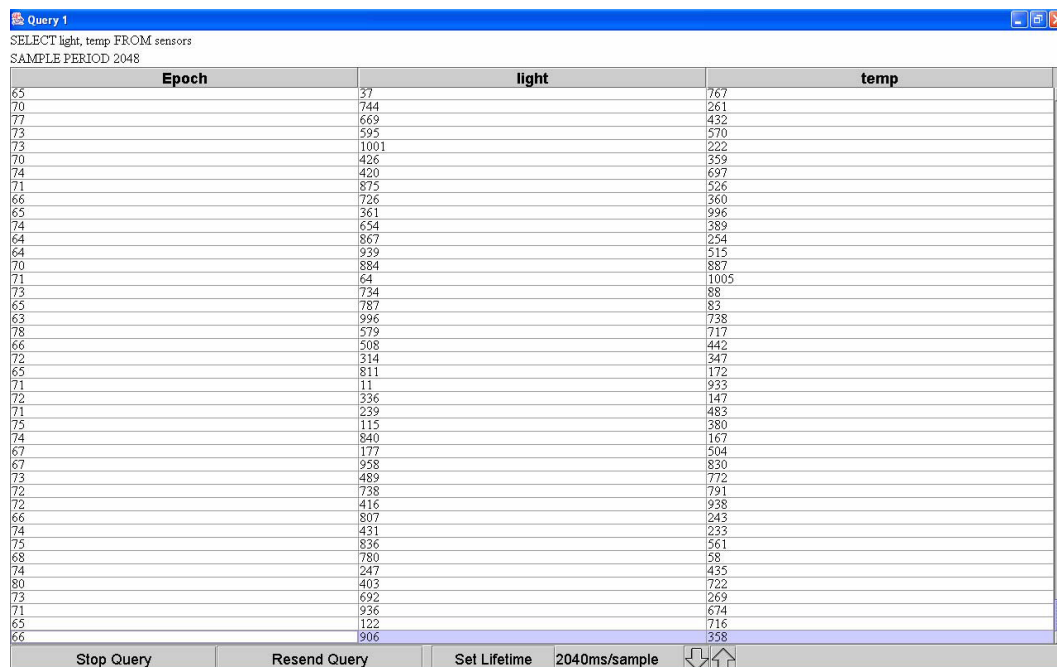 Query 1
SELECT light, temp FROM sensors
SAMPLE PERIOD 2048
Epoch light temp
65 37 767
70 744 261
77 669 432
73 595 570
73 1001 222
70 426 359
74 420 697
71 875 526
66 726 360
65 361 996
74 654 389
64 867 254
64 939 515
70 884 887
71 64 1005
73 734 88
65 787 83
63 996 738
78 579 717
66 508 442
72 314 347
65 811 172
71 11 933
72 336 147
71 239 483
75 115 380
74 840 167
67 177 504
67 958 830
73 489 772
72 738 791
72 416 938
66 807 243
74 431 233
75 836 561
68 780 58
74 247 435
80 403 722
73 692 269
71 936 674
65 122 716
66 906 358
Stop Query Resend Query Set Lifetime 2040ms/sample